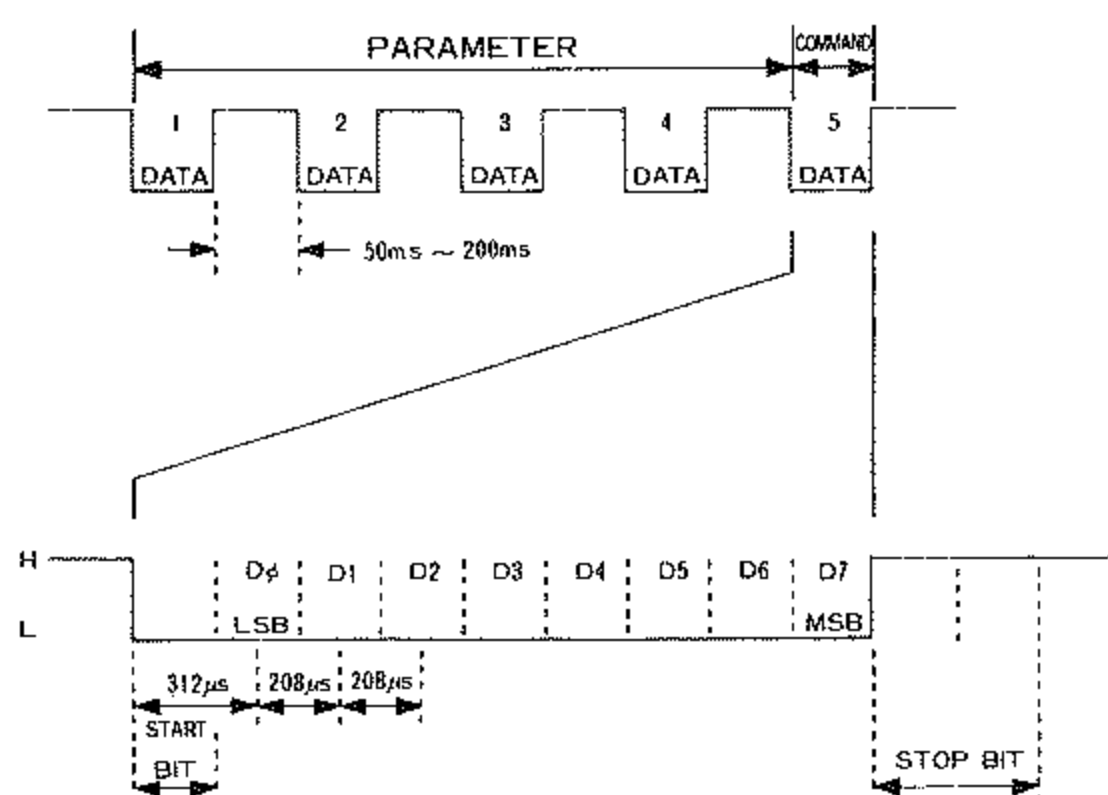 PARAMETER COMMAND
1 2 3 4 5
DATA DATA DATA DATA DATA
50ms ~ 200ms
H
Dφ D1 D2 D3 D4 D5 D6 D7
L
LSB MSB
312μs 208μs 208μs
START
BIT
STOP BIT